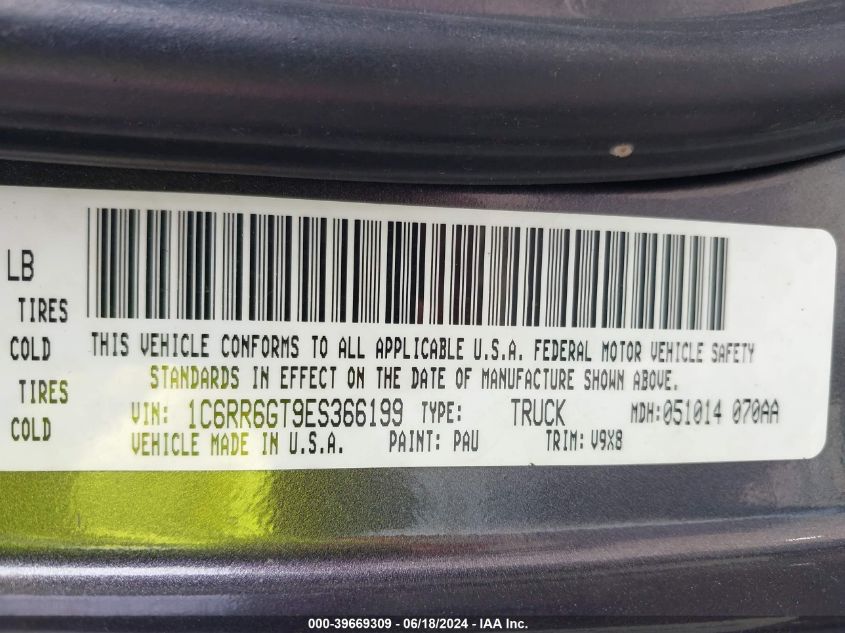 LB
TIRES
COLD
TIRES
COLD
THIS VEHICLE CONFORMS TO ALL APPLICABLE U.S.A. FEDERAL MOTOR VEHICLE SAFETY
STANDARDS IN EFFECT ON THE DATE OF MANUFACTURE SHOWN ABOVE.
VIN: 1C6RR6GT9ES366199 TYPE: TRUCK MDH:051014 070AA
VEHICLE MADE IN U.S.A. PAINT: PAU TRIM: V9X8
000-39669309 - 06/18/2024 - IAA Inc.